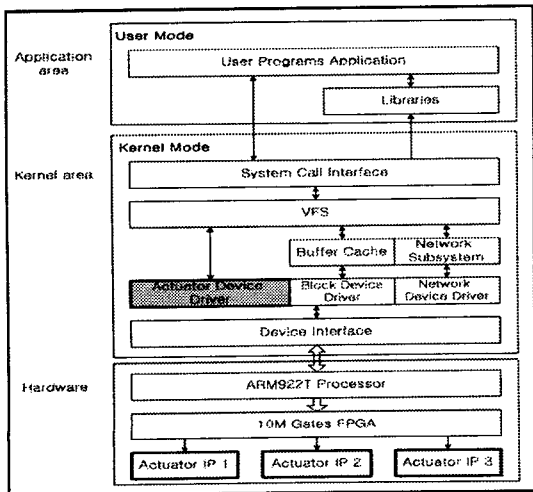 User Mode
Application
area
User Programs Application
Libraries
Kernel Mode
Kernel area
System Call Interface
VFS
Buffer Cache
Network
Subsystem
Actuator Device
Driver
Block Device
Driver
Network
Device Driver
Device Interface
Hardware
ARM922T Processor
10M Gates FPGA
Actuator IP 1
Actuator IP 2
Actuator IP 3